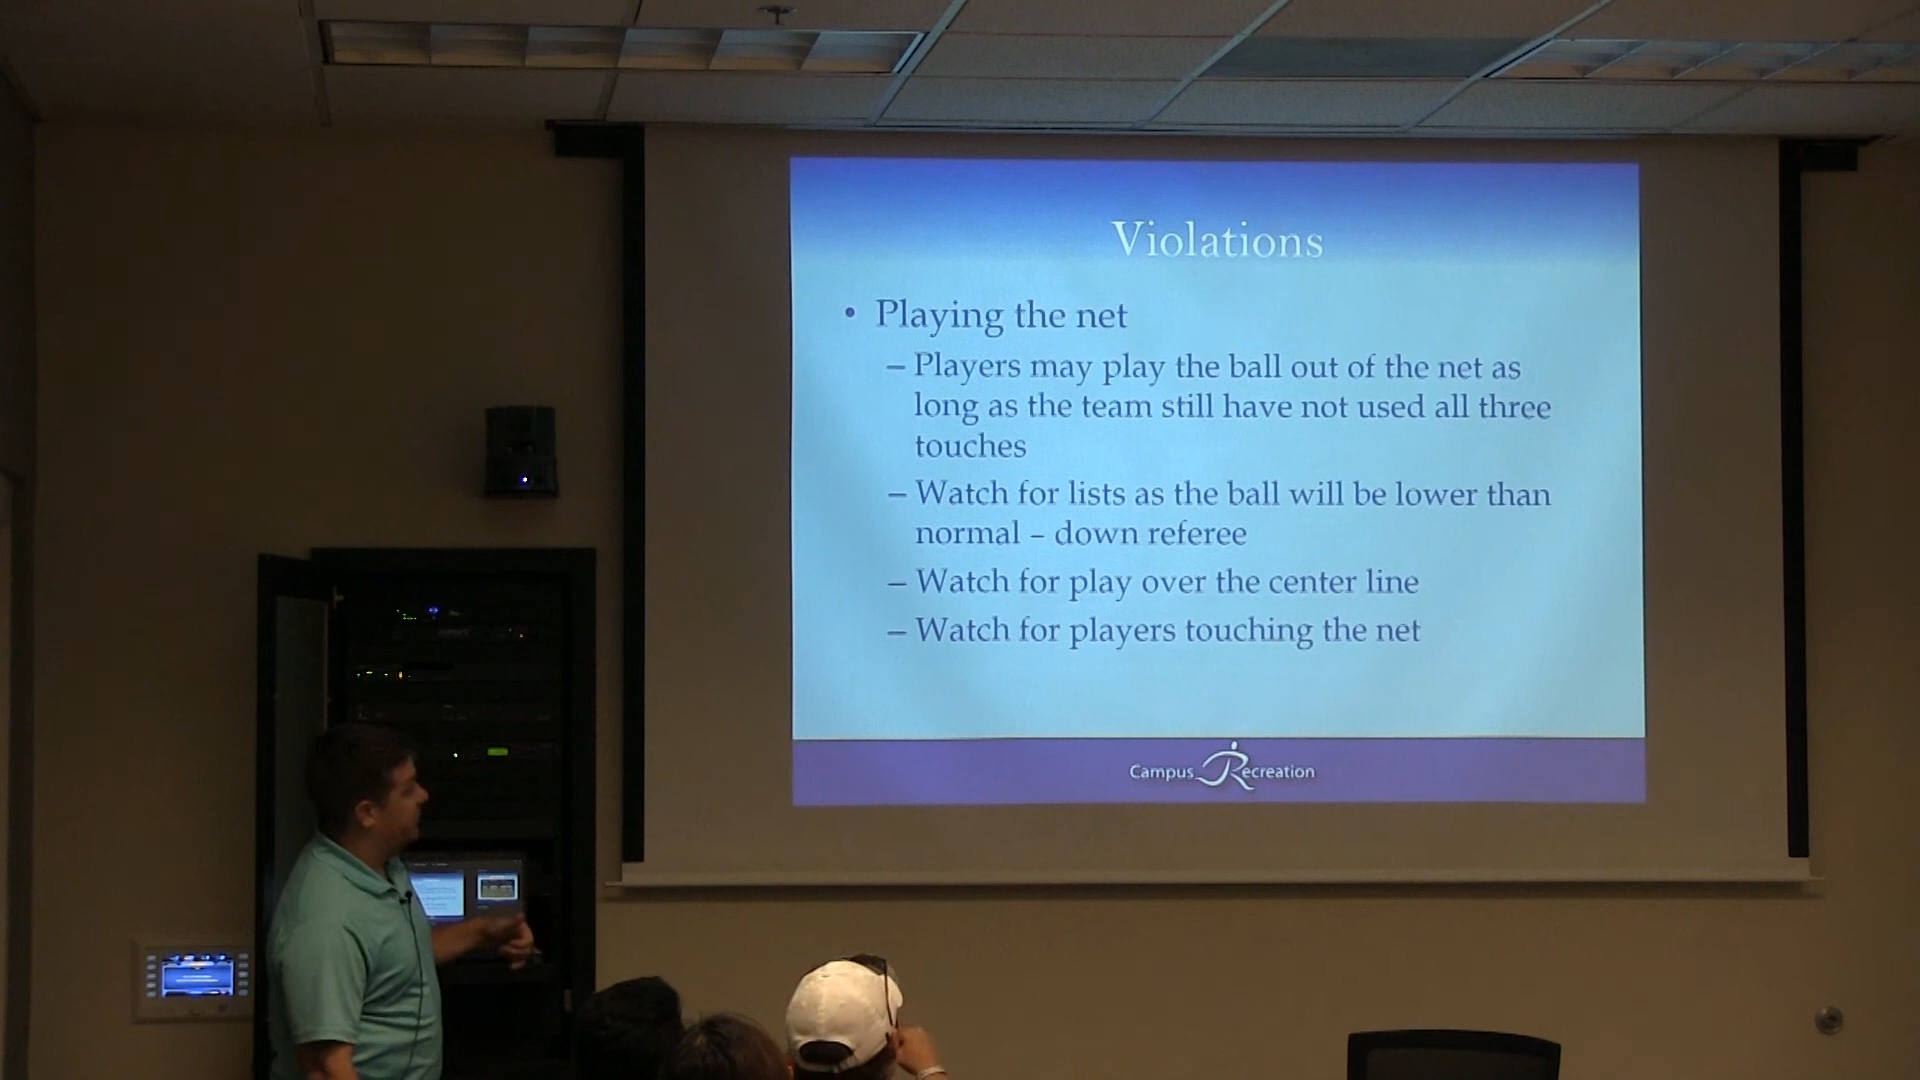 Violations
• Playing the net
– Players may play the ball out of the net as
long as the team still have not used all three
touches
– Watch for lists as the ball will be lower than
normal – down referee
– Watch for play over the center line
– Watch for players touching the net
Campus Recreation